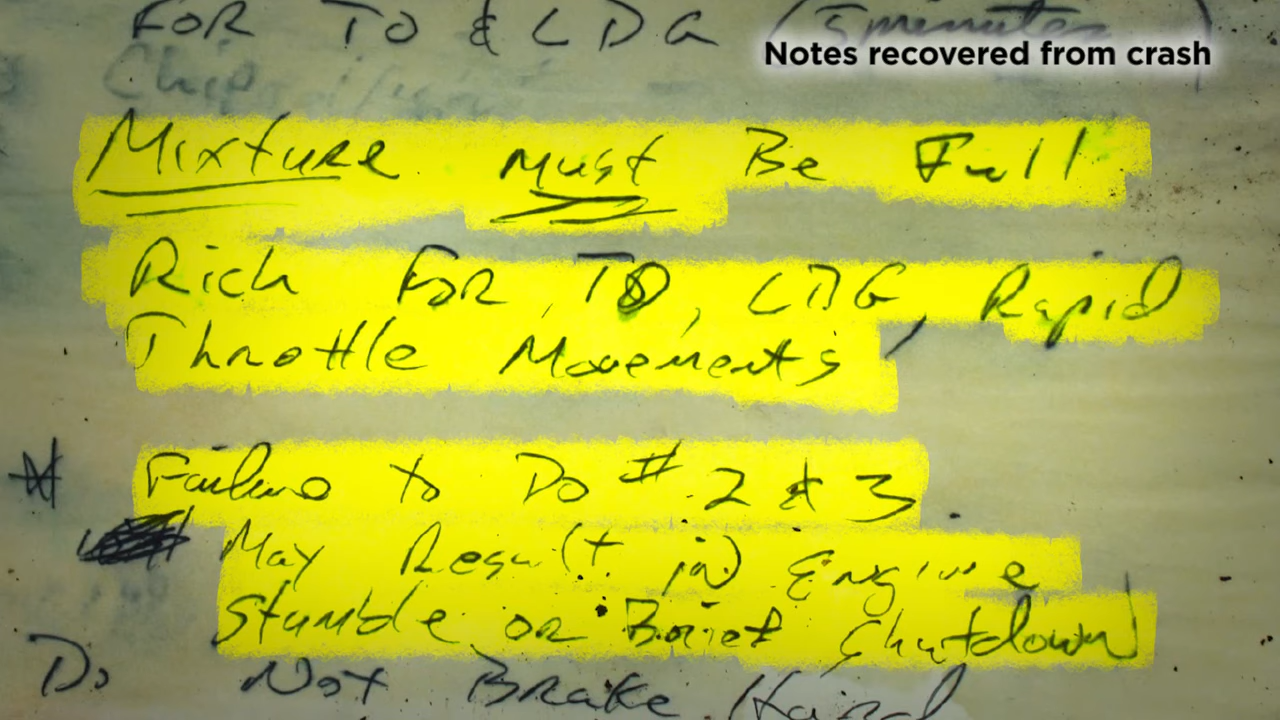 FOR TO & LDG (5 minutes)
Notes recovered from crash
Mixture Must Be Full
Rich FOR TO, LDG, Rapid
Throttle Movements
Failure to Do # 2 & 3.
May Result in Engine
Stumble or Brief Shutdown
Do Not Brake Hard